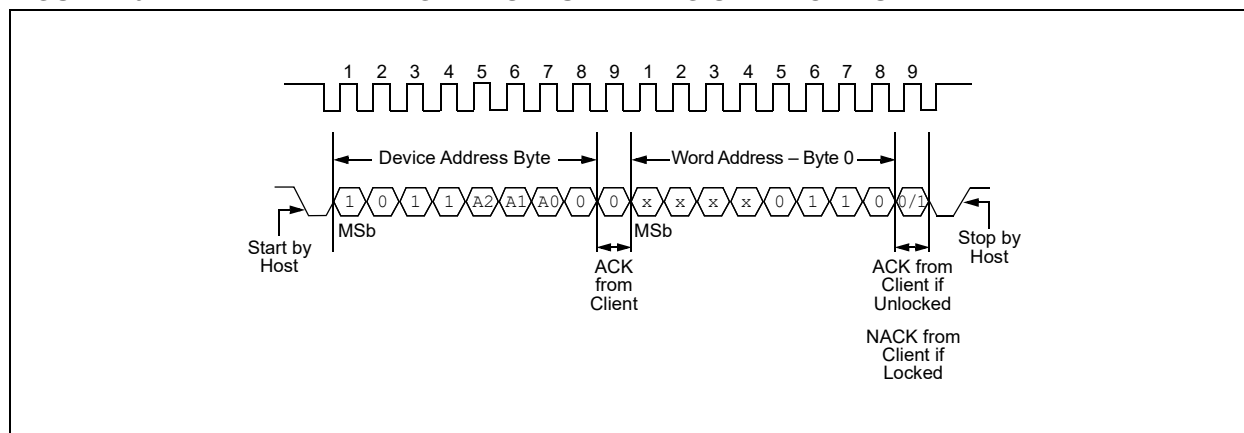 1 2 3 4 5 6 7 8 9 1 2 3 4 5 6 7 8 9
Device Address Byte
Word Address – Byte 0
1 0 1 1 A2 A1 A0 0 0 x x x x 0 1 1 0 0/1
MSb
MSb
Start by
Host
ACK
from
Client
ACK from
Client if
Unlocked
NACK from
Client if
Locked
Stop by
Host